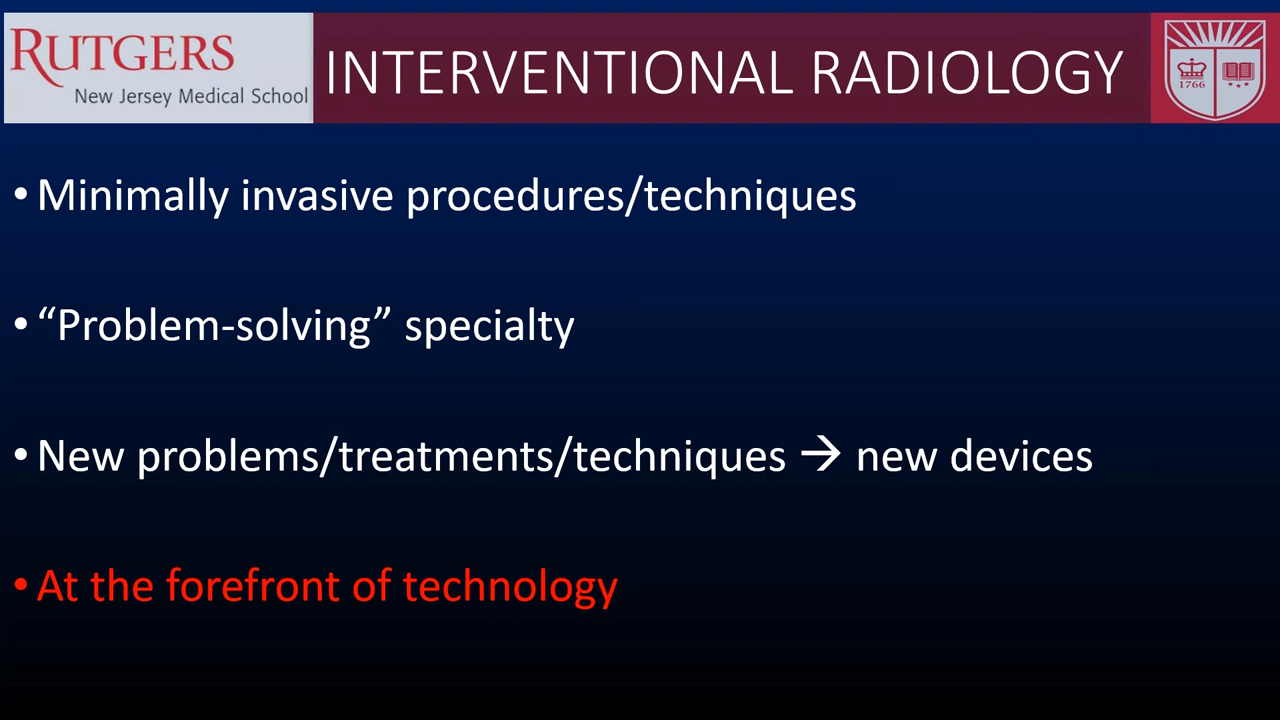 RUTGERS
New Jersey Medical School
INTERVENTIONAL RADIOLOGY
1766
• Minimally invasive procedures/techniques
• “Problem-solving” specialty
• New problems/treatments/techniques → new devices
• At the forefront of technology